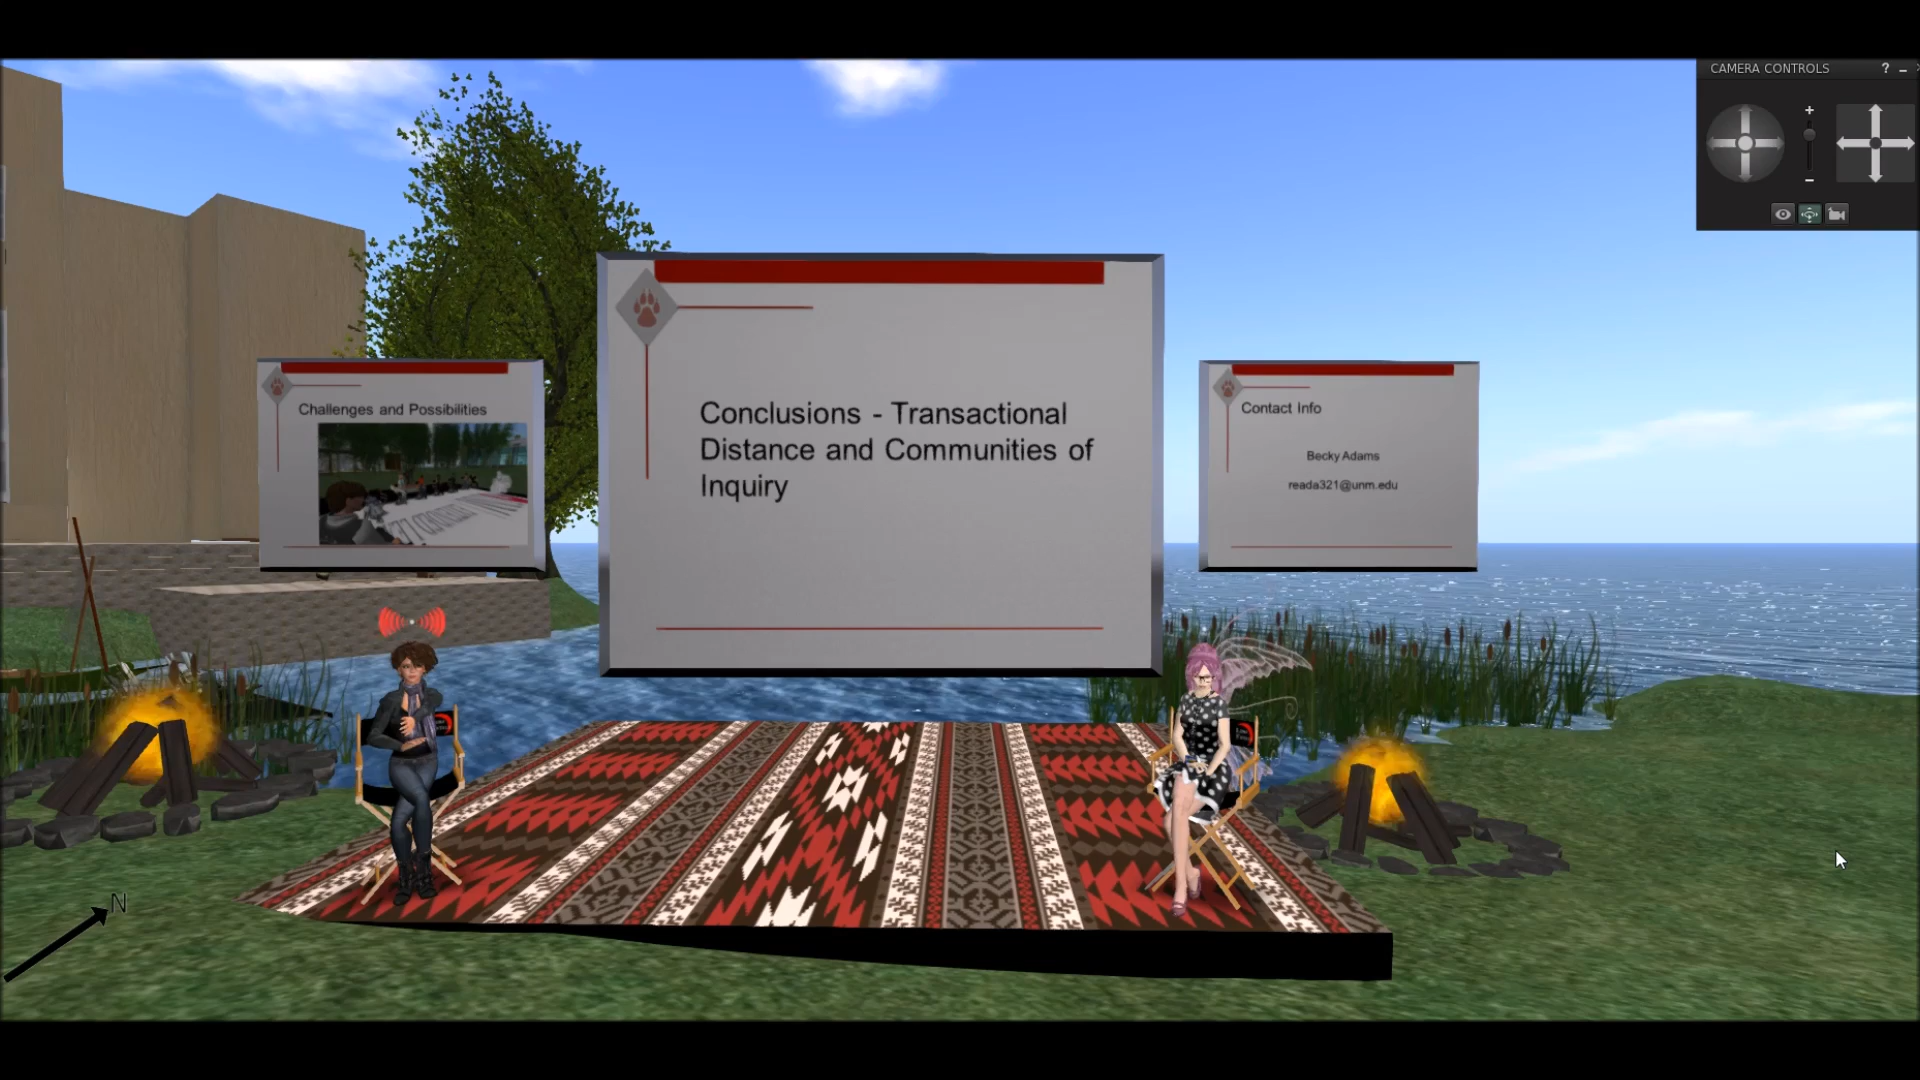 CAMERA CONTROLS
Challenges and Possibilities
Conclusions - Transactional
Distance and Communities of
Inquiry
Contact Info
Becky Adams
reada321@unm.edu
N